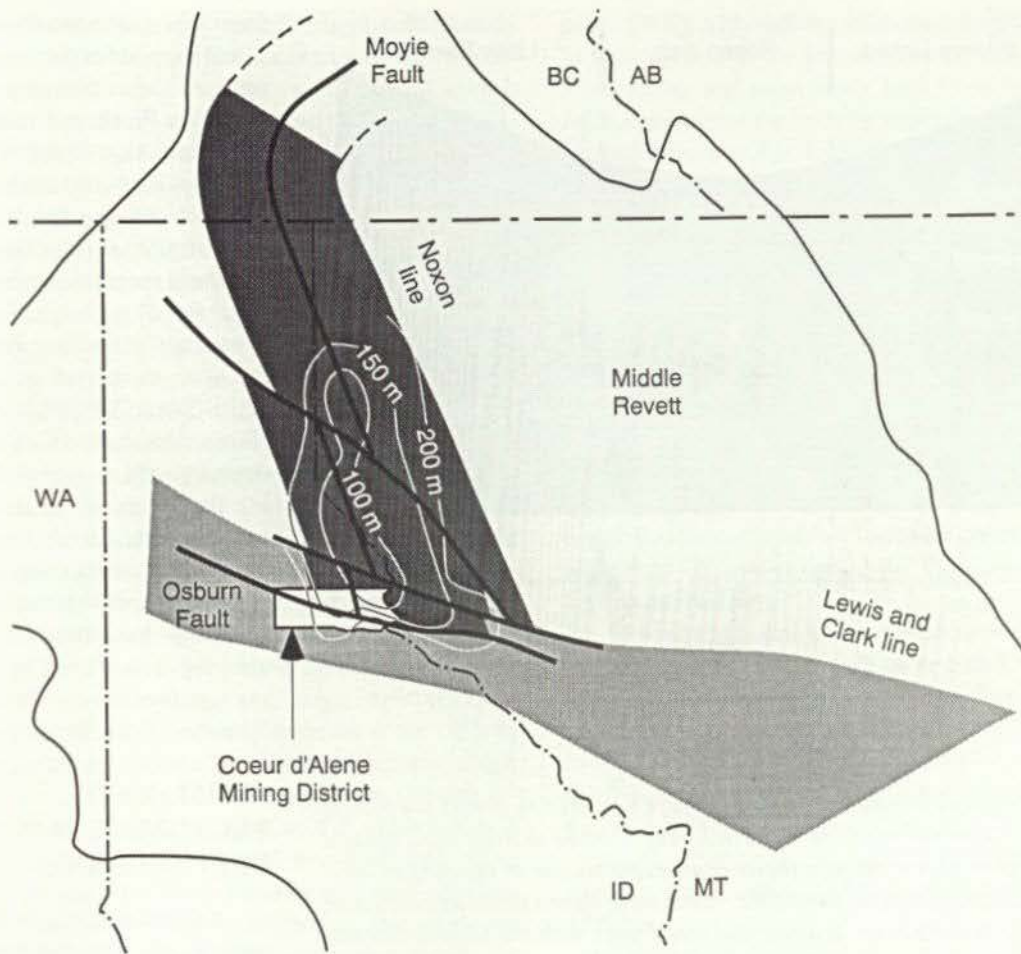 Moyie
Fault
BC
AB
Noxon
line
150 m
200 m
100 m
Middle
Revett
WA
Osburn
Fault
Lewis and
Clark line
Coeur d'Alene
Mining District
ID
MT